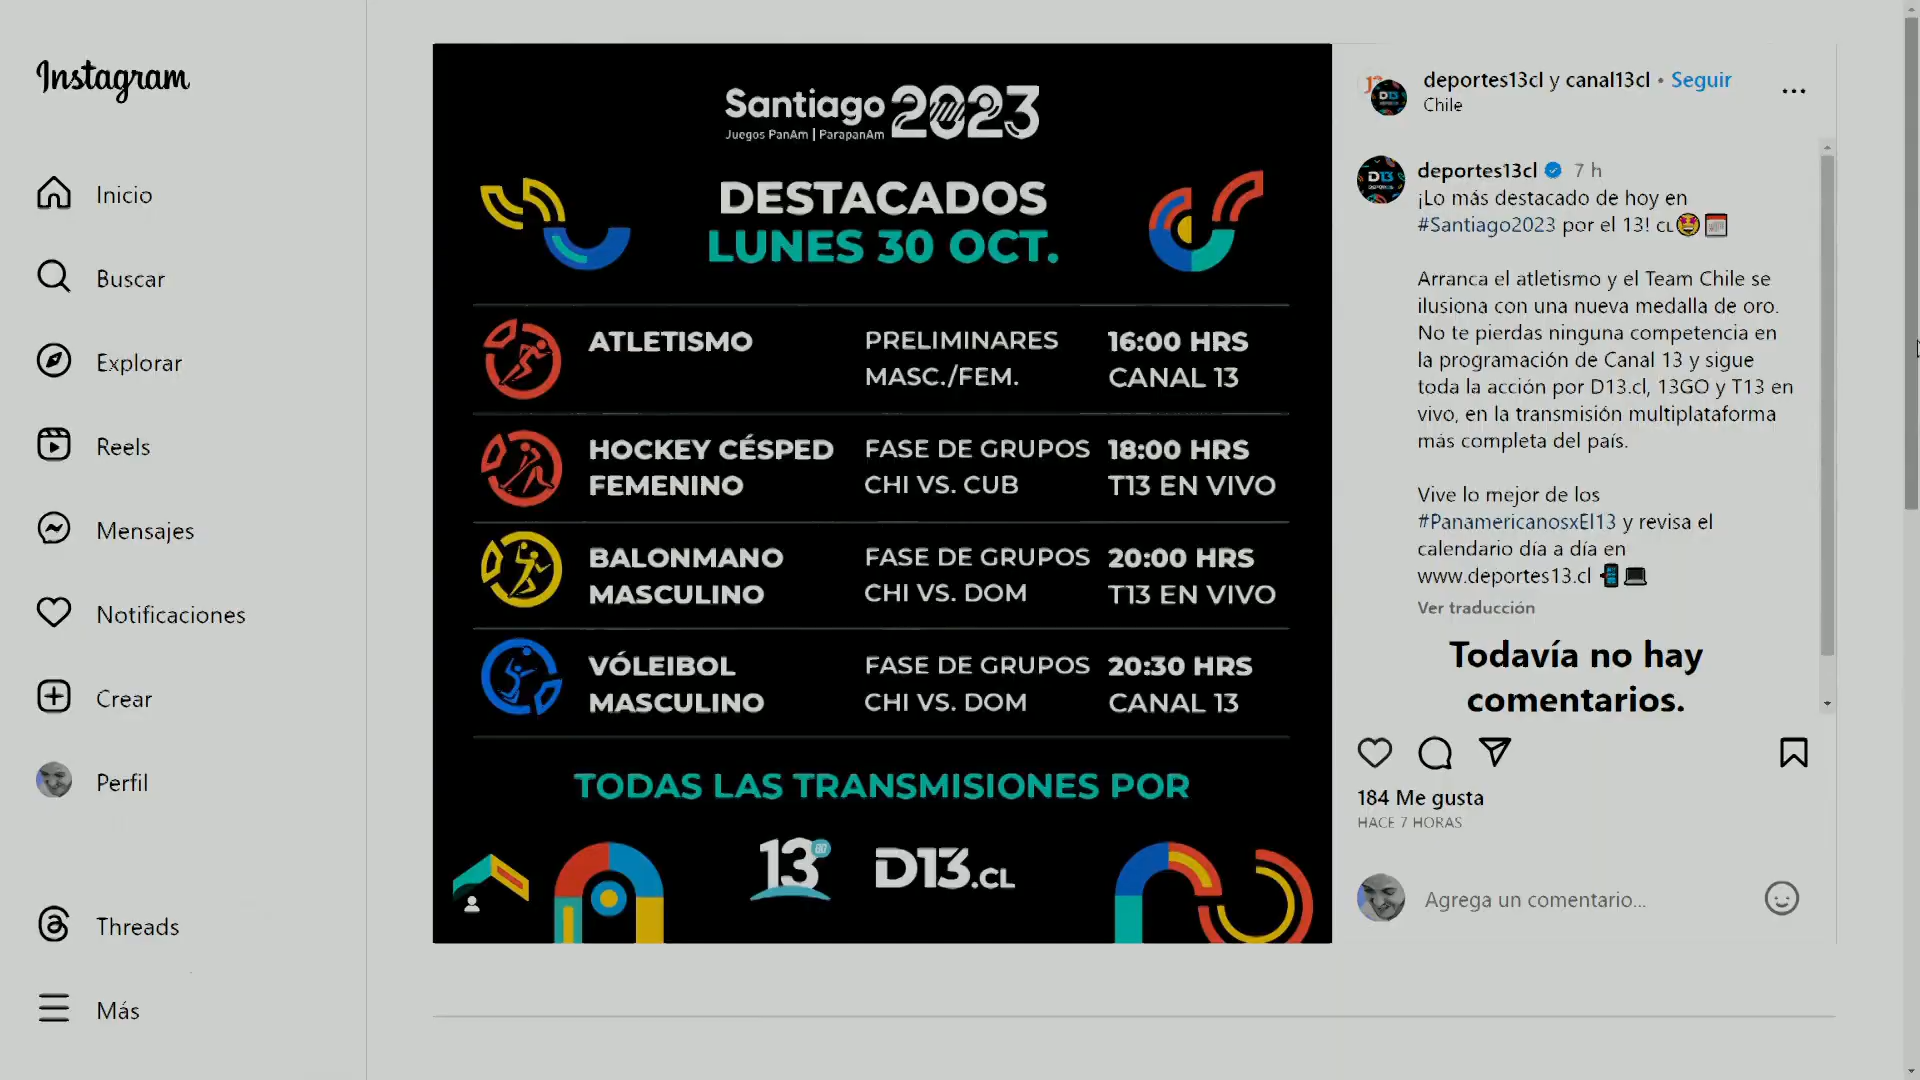 Instagram
Inicio
Buscar
Explorar
Reels
Mensajes
Notificaciones
Crear
Perfil
Threads
Más
Santiago 2023
Juegos PanAm | ParapanAm
DESTACADOS
LUNES 30 OCT.
ATLETISMO
PRELIMINARES
MASC./FEM.
16:00 HRS
CANAL 13
HOCKEY CÉSPED
FEMENINO
FASE DE GRUPOS
CHI VS. CUB
18:00 HRS
T13 EN VIVO
BALONMANO
MASCULINO
FASE DE GRUPOS
CHI VS. DOM
20:00 HRS
T13 EN VIVO
VÓLEIBOL
MASCULINO
FASE DE GRUPOS
CHI VS. DOM
20:30 HRS
CANAL 13
TODAS LAS TRANSMISIONES POR
13
D13.CL
deportes13cl y canal13cl • Seguir
Chile
deportes13cl 7 h
¡Lo más destacado de hoy en
#Santiago2023 por el 13! CL🤩📅
Arranca el atletismo y el Team Chile se
ilusiona con una nueva medalla de oro.
No te pierdas ninguna competencia en
la programación de Canal 13 y sigue
toda la acción por D13.cl, 13GO y T13 en
vivo, en la transmisión multiplataforma
más completa del país.
Vive lo mejor de los
#PanamericanosxEl13 y revisa el
calendario día a día en
www.deportes13.cl 📲💻
Ver traducción
Todavía no hay
comentarios.
184 Me gusta
HACE 7 HORAS
Agrega un comentario...